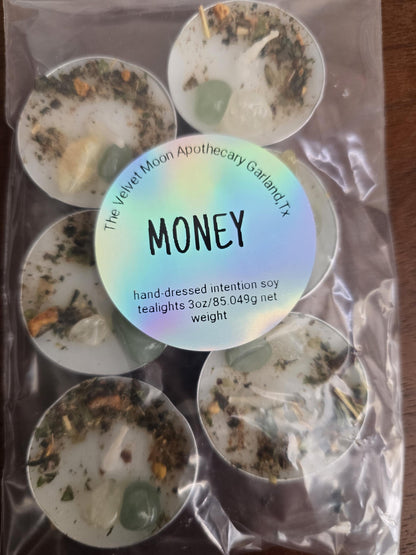 The Velvet Moon Apothecary Garland,Tx
MONEY
hand-dressed intention soy
tealights 3oz/85.049g net
weight